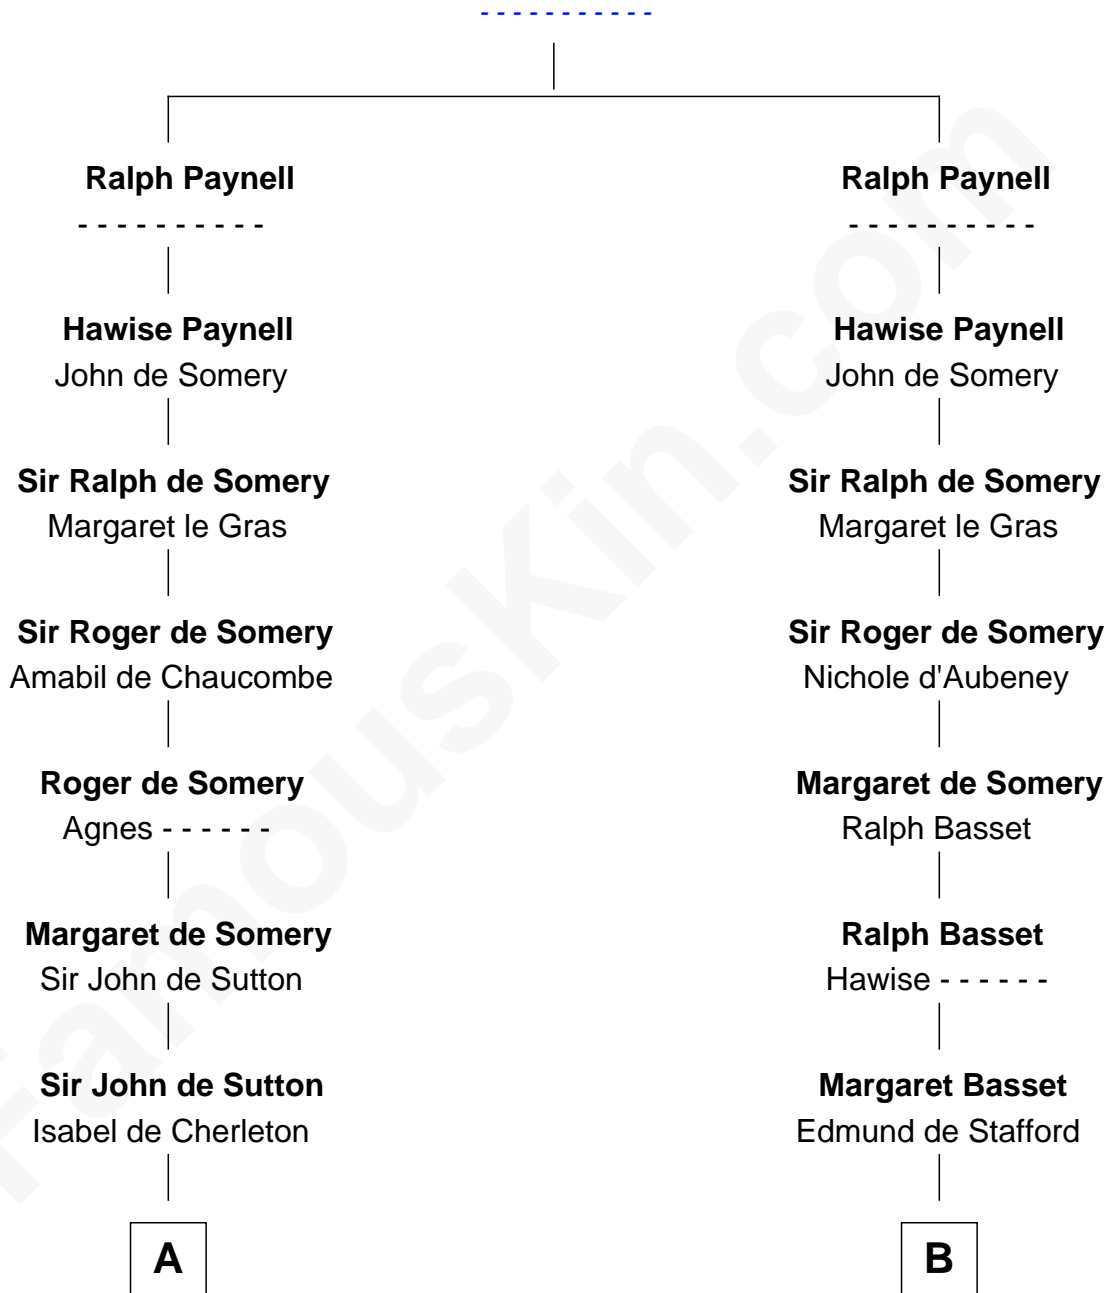 - - - - - - - - - - -
Ralph Paynell
- - - - - - - - - -
Hawise Paynell
John de Somery
Sir Ralph de Somery
Margaret le Gras
Sir Roger de Somery
Amabil de Chaucombe
Roger de Somery
Agnes - - - - - -
Margaret de Somery
Sir John de Sutton
Sir John de Sutton
Isabel de Cherleton
A
Ralph Paynell
- - - - - - - - - -
Hawise Paynell
John de Somery
Sir Ralph de Somery
Margaret le Gras
Sir Roger de Somery
Nichole d'Aubeney
Margaret de Somery
Ralph Basset
Ralph Basset
Hawise - - - - - -
Margaret Basset
Edmund de Stafford
B
FamousKin.com